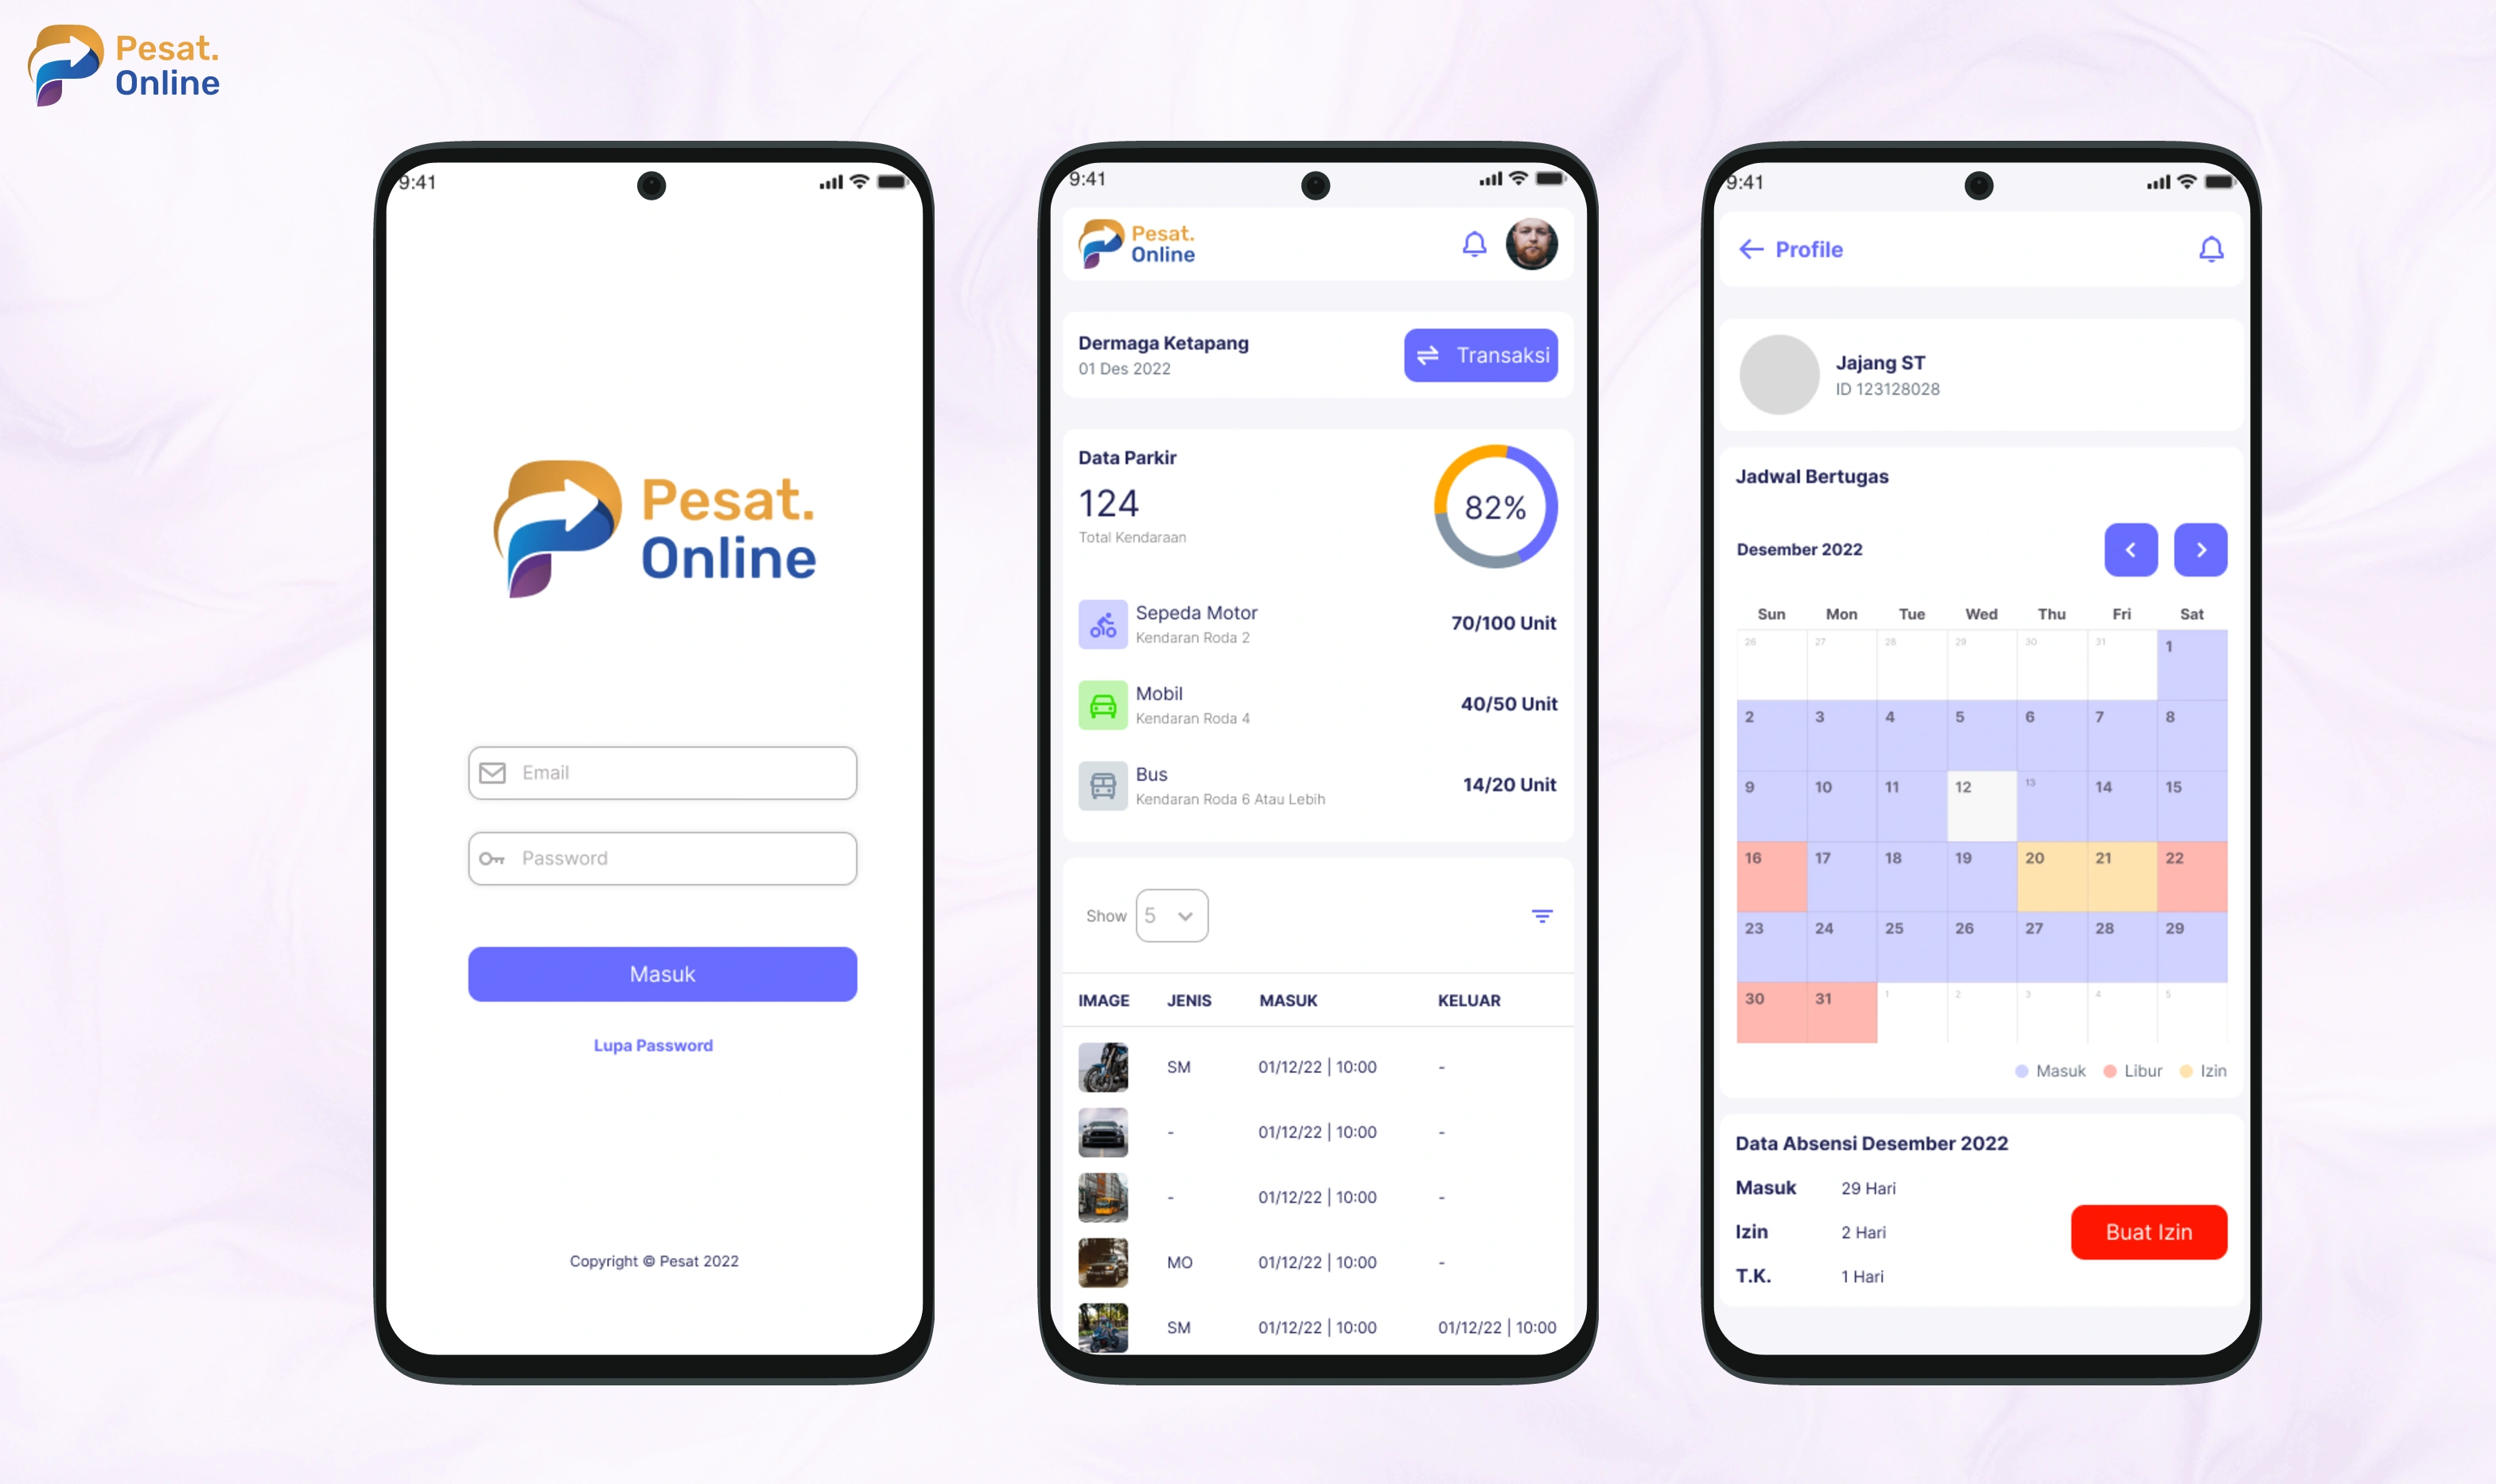 Pesat.
Online
9:41
Pesat.
Online
Email
Password
Masuk
Lupa Password
Copyright © Pesat 2022
9:41
Pesat.
Online
Dermaga Ketapang
01 Des 2022
Transaksi
Data Parkir
124
Total Kendaraan
82%
Sepeda Motor
Kendaran Roda 2
70/100 Unit
Mobil
Kendaran Roda 4
40/50 Unit
Bus
Kendaran Roda 6 Atau Lebih
14/20 Unit
Show 5
IMAGE JENIS MASUK KELUAR
SM 01/12/22 | 10:00 -
- 01/12/22 | 10:00 -
- 01/12/22 | 10:00 -
MO 01/12/22 | 10:00 -
SM 01/12/22 | 10:00 01/12/22 | 10:00
9:41
Profile
Jajang ST
ID 123128028
Jadwal Bertugas
Desember 2022
Sun Mon Tue Wed Thu Fri Sat
26 27 28 29 30 31 1
2 3 4 5 6 7 8
9 10 11 12 13 14 15
16 17 18 19 20 21 22
23 24 25 26 27 28 29
30 31 1 2 3 4 5
Masuk Libur Izin
Data Absensi Desember 2022
Masuk 29 Hari
Izin 2 Hari
T.K. 1 Hari
Buat Izin